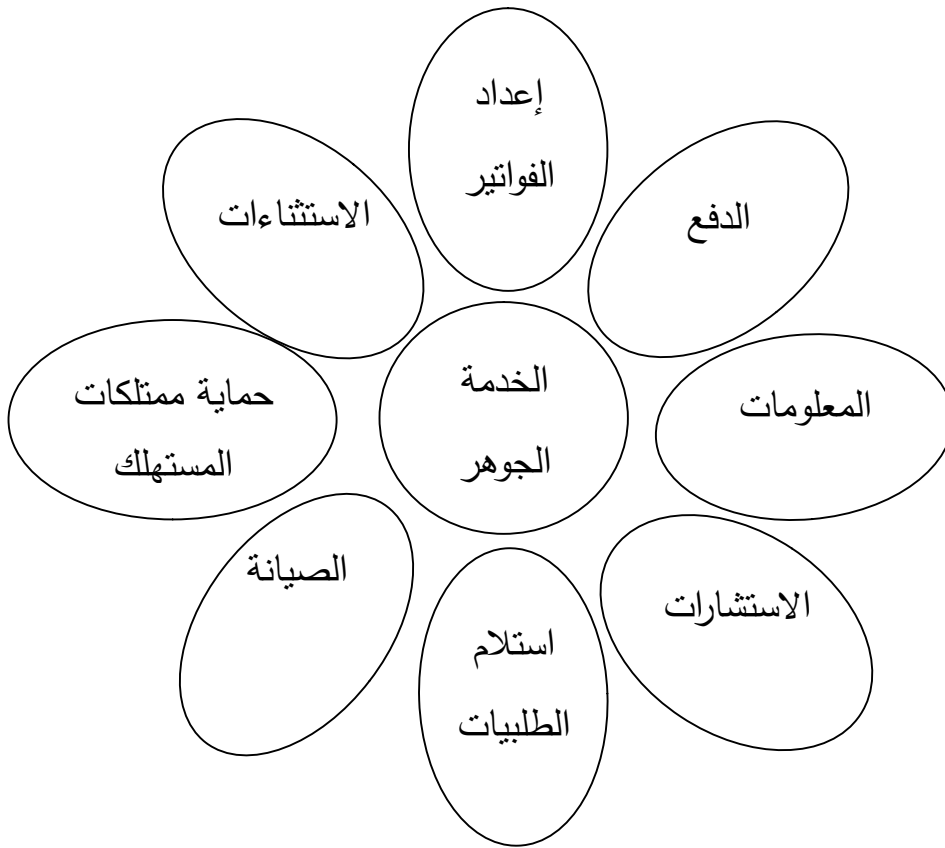 إعداد
الفواتير
الدفع
الاستثناءات
الخدمة
الجوهر
المعلومات
حماية ممتلكات
المستهلك
الصيانة
الاستشارات
استلام
الطلبيات